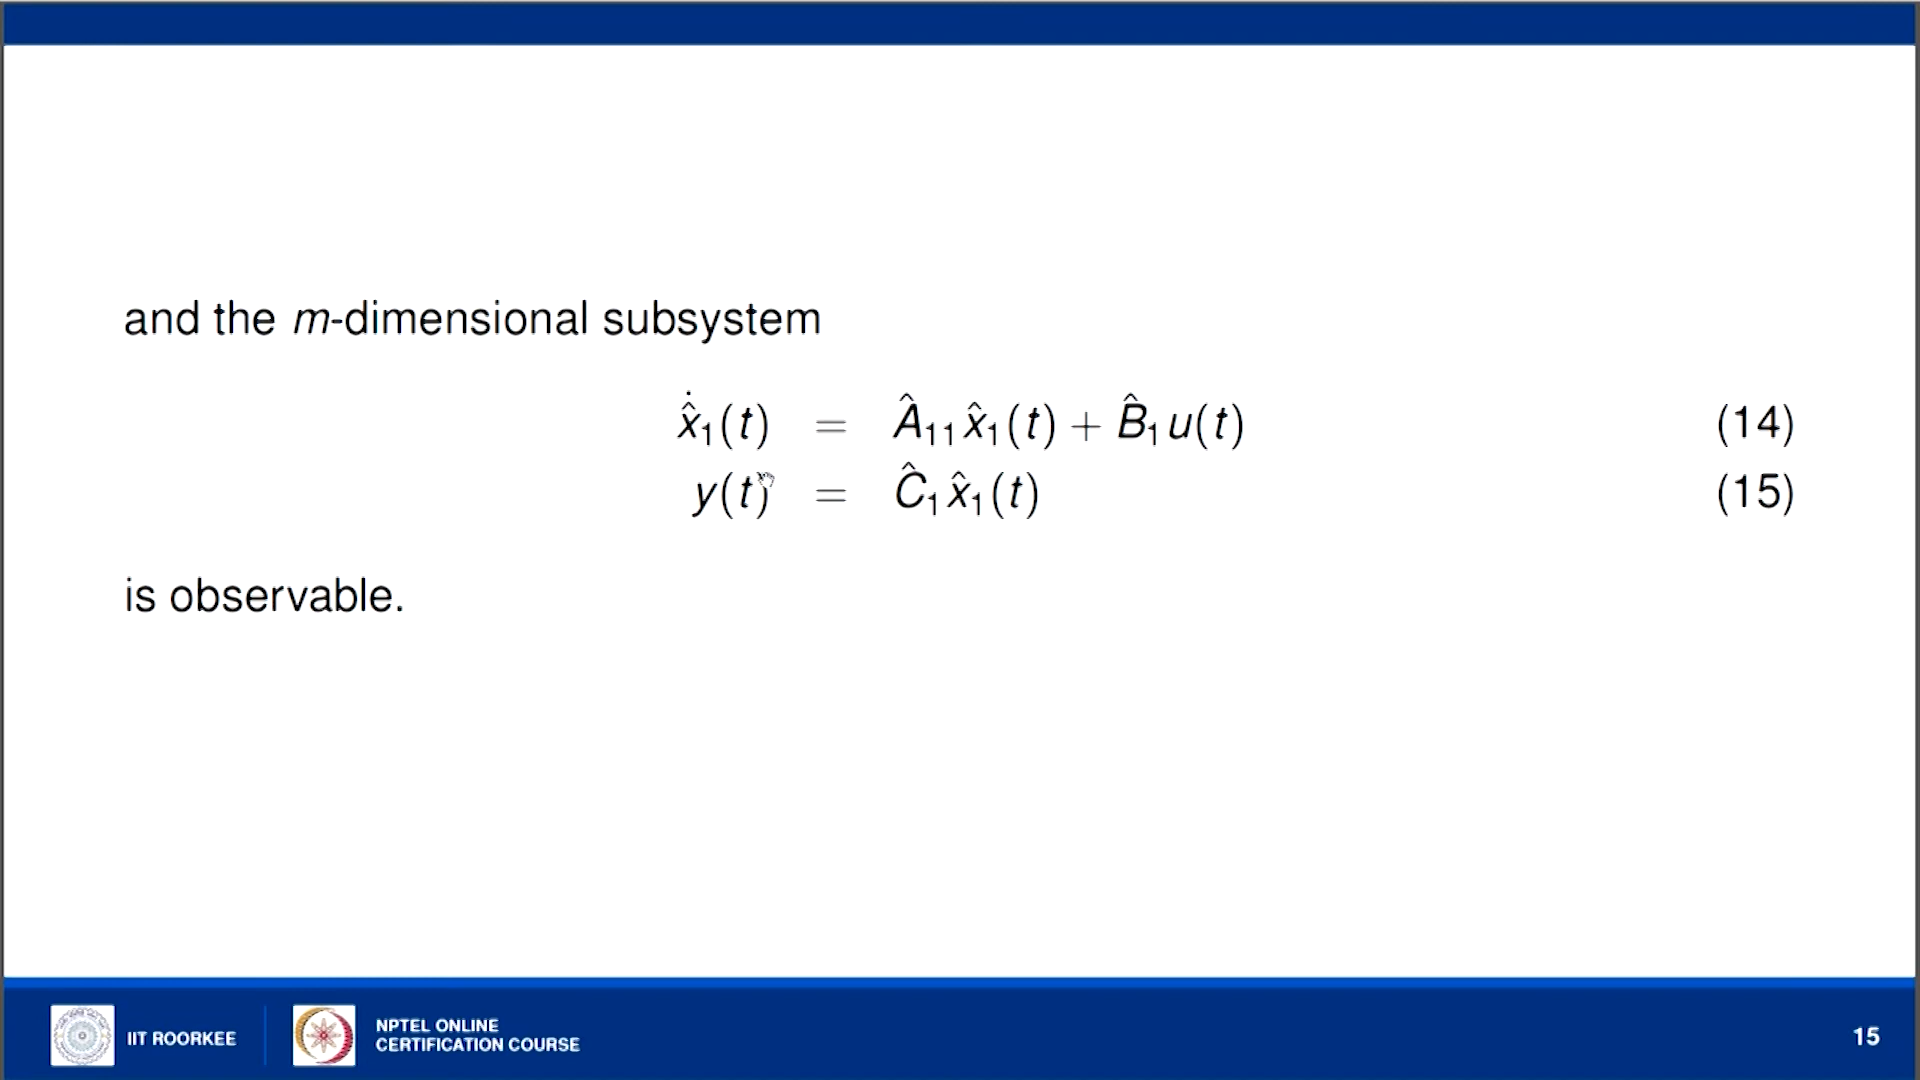 and the m-dimensional subsystem
ẋ̂₁(t) = Â₁₁x̂₁(t) + B̂₁u(t) (14)
y(t) = Ĉ₁x̂₁(t) (15)
is observable.
IIT ROORKEE
NPTEL ONLINE
CERTIFICATION COURSE
15